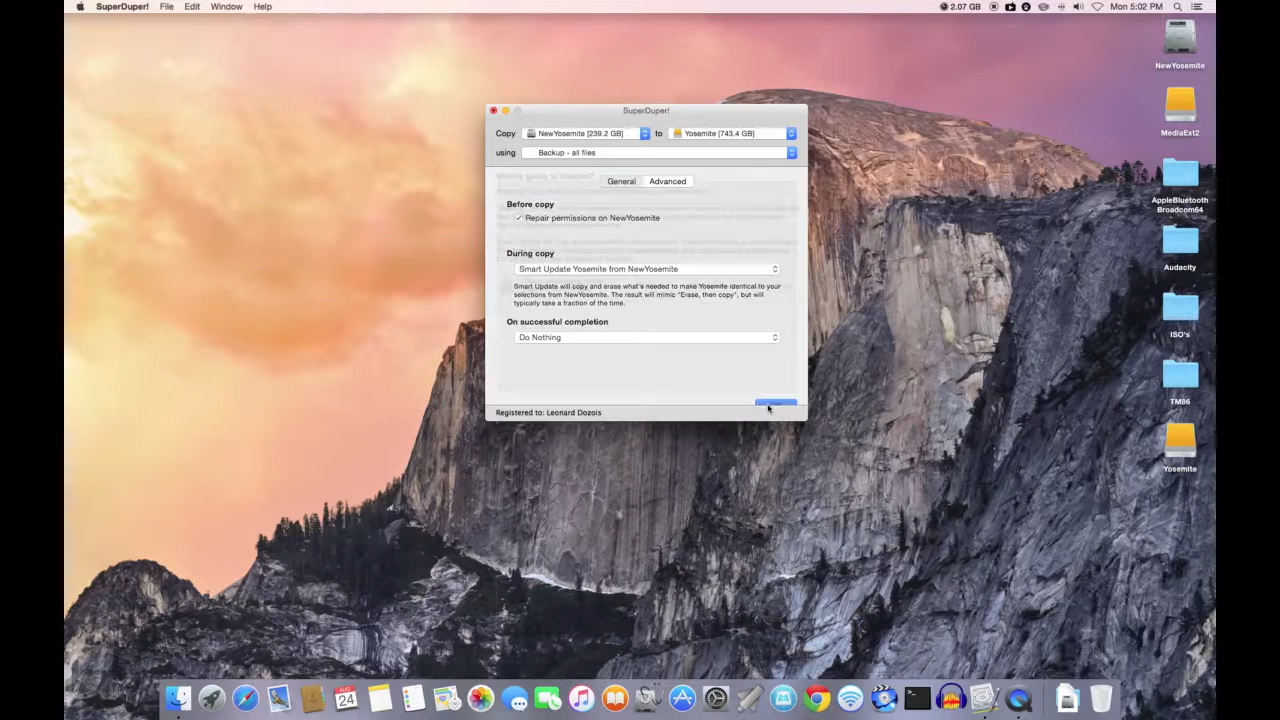 SuperDuper! File Edit Window Help
2.07 GB Mon 5:02 PM
NewYosemite
MediaExt2
AppleBluetooth
Broadcom64
Audacity
ISO's
TM86
Yosemite
SuperDuper!
Copy NewYosemite [239.2 GB] to Yosemite [743.4 GB]
using Backup - all files
General Advanced
Before copy
✓ Repair permissions on NewYosemite
During copy
Smart Update Yosemite from NewYosemite
Smart Update will copy and erase what's needed to make Yosemite identical to your
selections from NewYosemite. The result will mimic "Erase, then copy", but will
typically take a fraction of the time.
On successful completion
Do Nothing
Registered to: Leonard Dozois
AUG
24